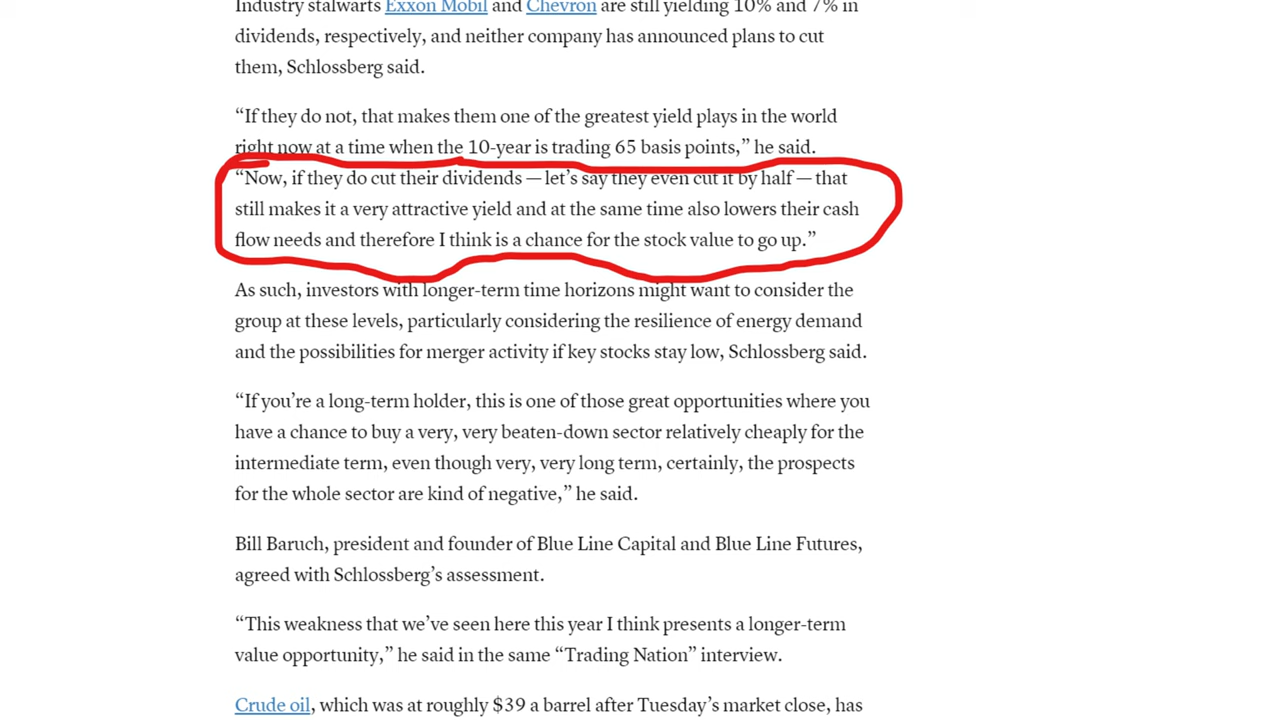 Industry stalwarts Exxon Mobil and Chevron are still yielding 10% and 7% in
dividends, respectively, and neither company has announced plans to cut
them, Schlossberg said.
“If they do not, that makes them one of the greatest yield plays in the world
right now at a time when the 10-year is trading 65 basis points,” he said.
“Now, if they do cut their dividends — let’s say they even cut it by half — that
still makes it a very attractive yield and at the same time also lowers their cash
flow needs and therefore I think is a chance for the stock value to go up.”
As such, investors with longer-term time horizons might want to consider the
group at these levels, particularly considering the resilience of energy demand
and the possibilities for merger activity if key stocks stay low, Schlossberg said.
“If you’re a long-term holder, this is one of those great opportunities where you
have a chance to buy a very, very beaten-down sector relatively cheaply for the
intermediate term, even though very, very long term, certainly, the prospects
for the whole sector are kind of negative,” he said.
Bill Baruch, president and founder of Blue Line Capital and Blue Line Futures,
agreed with Schlossberg’s assessment.
“This weakness that we’ve seen here this year I think presents a longer-term
value opportunity,” he said in the same “Trading Nation” interview.
Crude oil, which was at roughly $39 a barrel after Tuesday’s market close, has